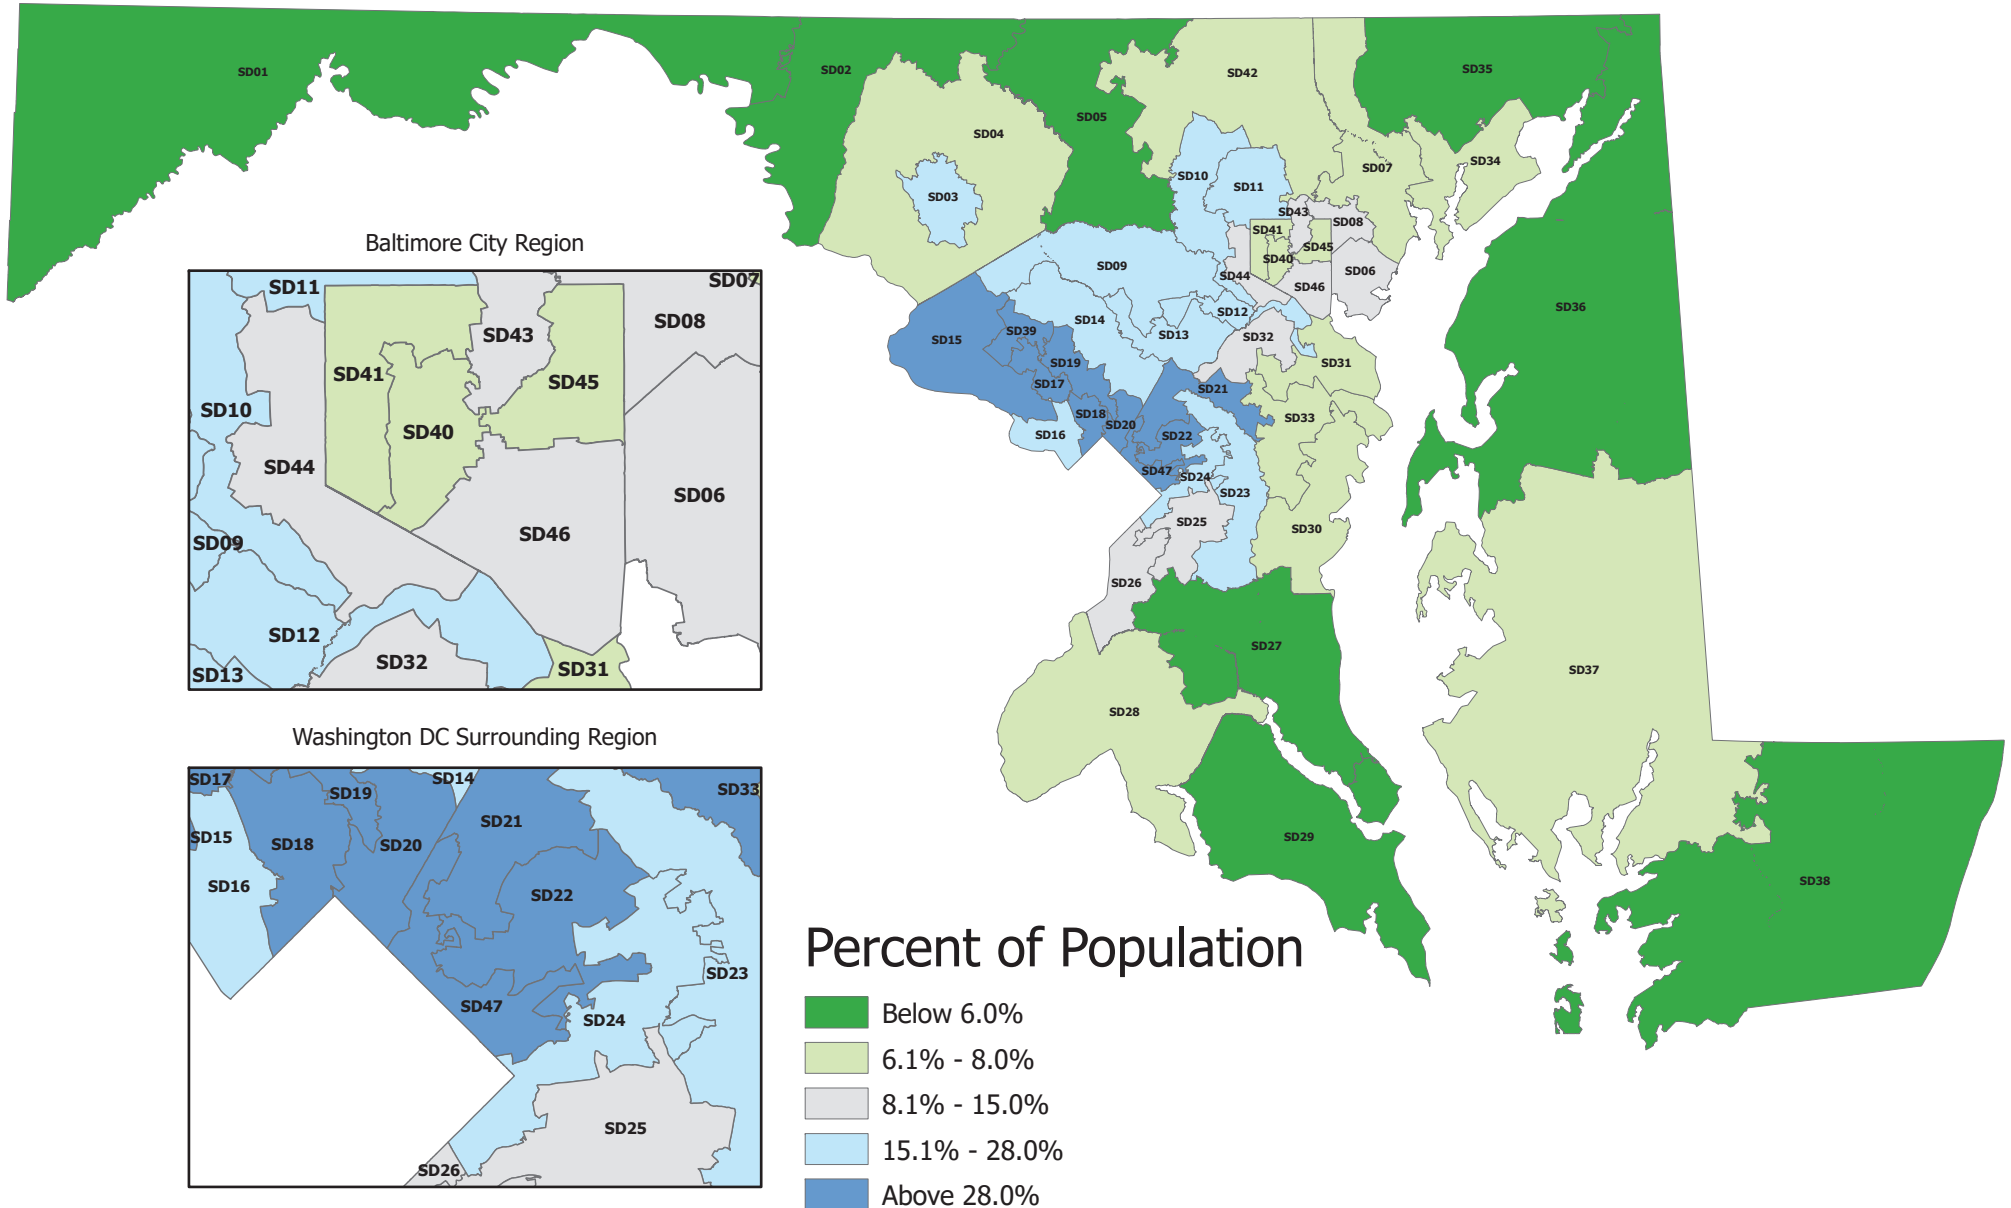 SD01
SD02
SD42
SD35
SD05
SD04
SD34
SD07
SD10
SD11
SD03
SD43
SD08
SD41
SD45
SD40
SD09
SD44
SD06
SD46
SD36
SD12
SD14
SD39
SD15
SD13
SD32
SD31
SD19
SD17
SD21
SD18
SD33
SD20
SD16
SD22
SD47
SD24
SD23
SD25
SD30
SD26
SD27
SD37
SD28
SD29
SD38
Baltimore City Region
SD07
SD11
SD08
SD43
SD41
SD45
SD10
SD40
SD44
SD06
SD46
SD09
SD12
SD32
SD31
SD13
Washington DC Surrounding Region
SD17
SD14
SD19
SD33
SD21
SD15
SD18
SD20
SD16
SD22
SD23
SD47
SD24
SD25
SD26
Percent of Population
Below 6.0%
6.1% - 8.0%
8.1% - 15.0%
15.1% - 28.0%
Above 28.0%